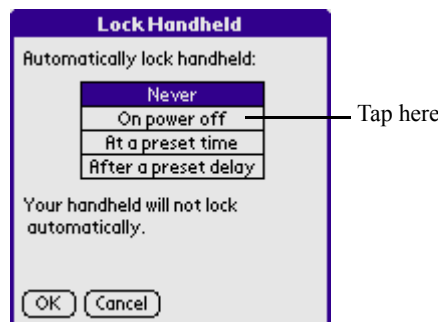 Lock Handheld
Automatically lock handheld:
Never
On power off
Tap here
At a preset time
After a preset delay
Your handheld will not lock
automatically.
OK Cancel